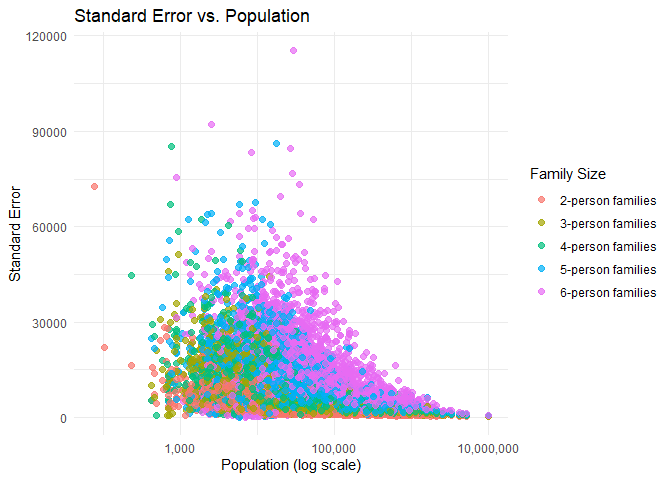 Standard Error vs. Population
120000
90000
60000
30000
0
Standard Error
1,000
100,000
10,0000,000
Population (log scale)
Family Size
2-person families
3-person families
4-person families
5-person families
6-person families